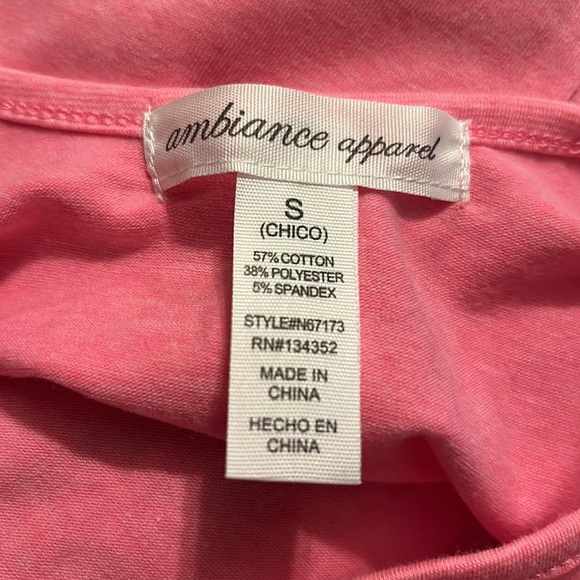 ambiance apparel
S
(CHICO)
57% COTTON
38% POLYESTER
5% SPANDEX
STYLE#N67173
RN#134352
MADE IN
CHINA
HECHO EN
CHINA